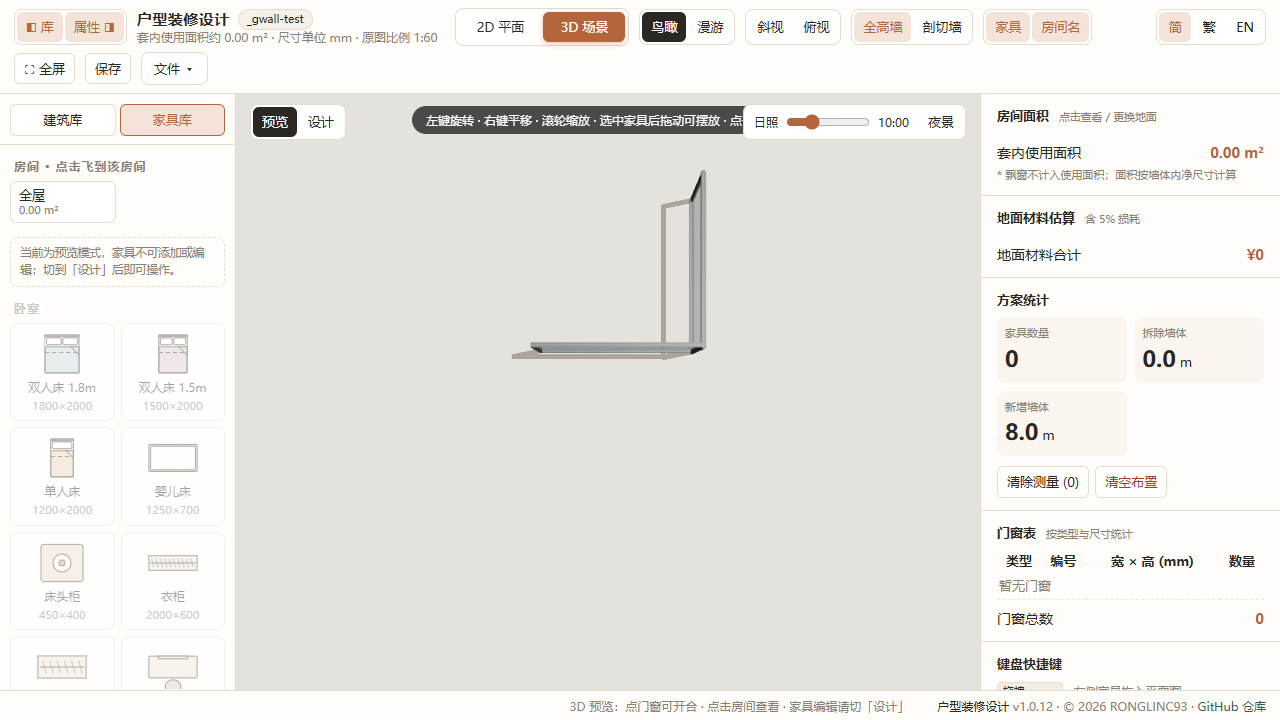 库 属性 户型装修设计 _gwall-test 2D 平面 3D 场景 鸟瞰 漫游 斜视 俯视 全高墙 剖切墙 家具 房间名 简 繁 EN
套内使用面积约 0.00 m² · 尺寸单位 mm · 原图比例 1:60
全屏 保存 文件
建筑库 家具库
房间 · 点击飞到该房间
全屋
0.00 m²
当前为预览模式，家具不可添加或编
辑；切到「设计」后即可操作。
卧室
双人床 1.8m
1800×2000
双人床 1.5m
1500×2000
单人床
1200×2000
婴儿床
1250×700
床头柜
450×400
衣柜
2000×600
预览 设计
左键旋转 · 右键平移 · 滚轮缩放 · 选中家具后拖动可摆放 · 点
日照 10:00 夜景
房间面积 点击查看 / 更换地面
套内使用面积 0.00 m²
* 飘窗不计入使用面积；面积按墙体内净尺寸计算
地面材料估算 含 5% 损耗
地面材料合计 ¥0
方案统计
家具数量
0
拆除墙体
0.0 m
新增墙体
8.0 m
清除测量 (0) 清空布置
门窗表 按类型与尺寸统计
类型 编号 宽 × 高 (mm) 数量
暂无门窗
门窗总数 0
键盘快捷键
3D 预览：点门窗可开合 · 点击房间查看 · 家具编辑请切「设计」 户型装修设计 v1.0.12 · © 2026 RONGLINC93 · GitHub 仓库